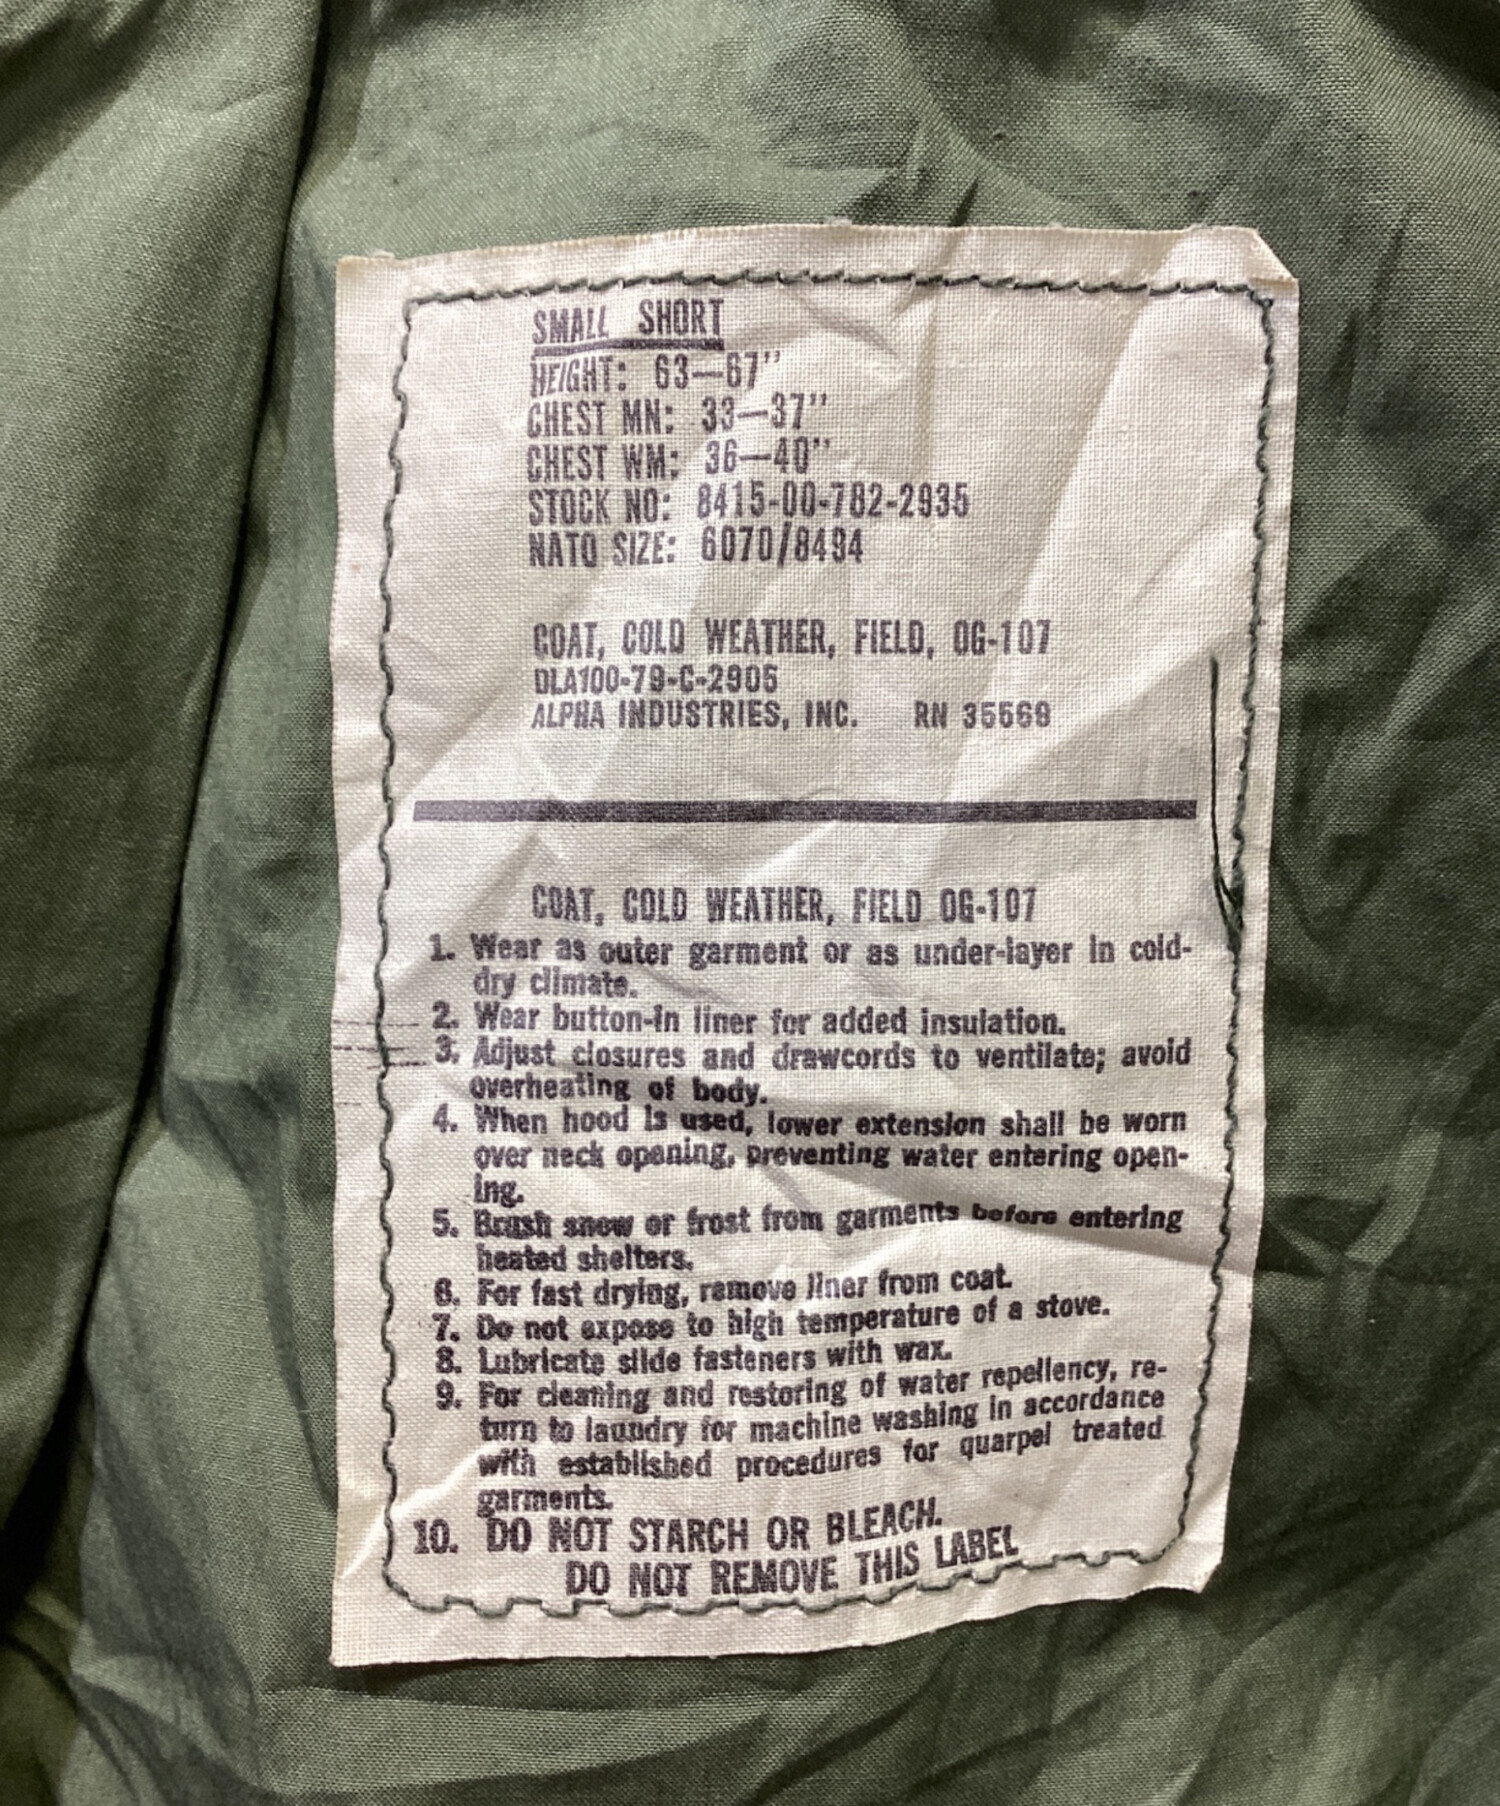 SMALL SHORT
HEIGHT: 63—67"
CHEST MN: 33—37"
CHEST WM: 36—40"
STOCK NO: 8415-00-782-2935
NATO SIZE: 6070/8494
COAT, COLD WEATHER, FIELD, OG-107
DLA100-79-C-2905
ALPHA INDUSTRIES, INC. RN 35569
COAT, COLD WEATHER, FIELD OG-107
1. Wear as outer garment or as under-layer in cold-
dry climate.
2. Wear button-in liner for added insulation.
3. Adjust closures and drawcords to ventilate; avoid
overheating of body.
4. When hood is used, lower extension shall be worn
over neck opening, preventing water entering open-
ing.
5. Brush snow or frost from garments before entering
heated shelters.
6. For fast drying, remove liner from coat.
7. Do not expose to high temperature of a stove.
8. Lubricate slide fasteners with wax.
9. For cleaning and restoring of water repellency, re-
turn to laundry for machine washing in accordance
with established procedures for quarpel treated
garments.
10. DO NOT STARCH OR BLEACH.
DO NOT REMOVE THIS LABEL